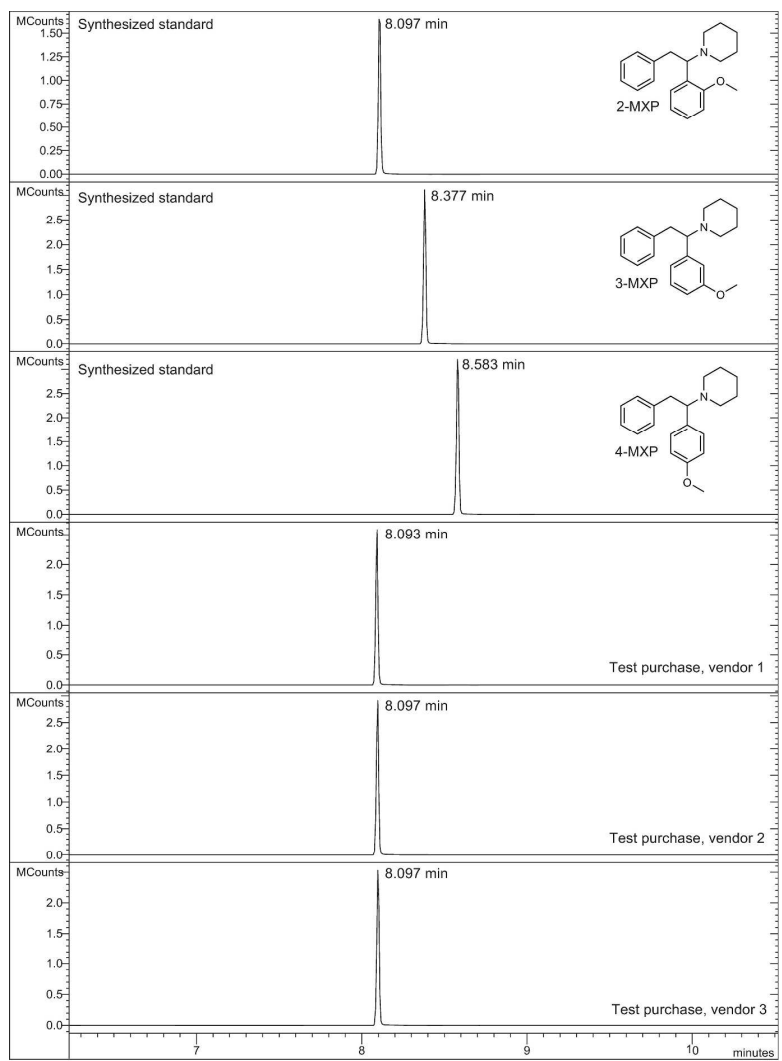 MCounts
Synthesized standard
8.097 min
1.50
1.25
1.00
0.75
0.50
0.25
0.00
N
O
2-MXP
MCounts
Synthesized standard
8.377 min
2.5
2.0
1.5
1.0
0.5
0.0
N
3-MXP
O
MCounts
Synthesized standard
8.583 min
2.5
2.0
1.5
1.0
0.5
0.0
N
4-MXP
O
MCounts
8.093 min
2.0
1.5
1.0
0.5
0.0
Test purchase, vendor 1
MCounts
8.097 min
2.5
2.0
1.5
1.0
0.5
0.0
Test purchase, vendor 2
MCounts
8.097 min
2.0
1.5
1.0
0.5
0.0
Test purchase, vendor 3
7 8 9 10 minutes